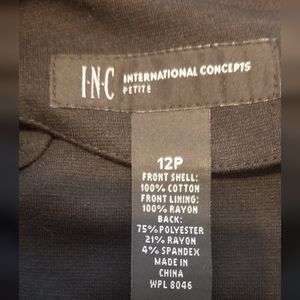 I·N·C INTERNATIONAL CONCEPTS
PETITE
12P
FRONT SHELL:
100% COTTON
FRONT LINING:
100% RAYON
BACK:
75% POLYESTER
21% RAYON
4% SPANDEX
MADE IN
CHINA
WPL 8046